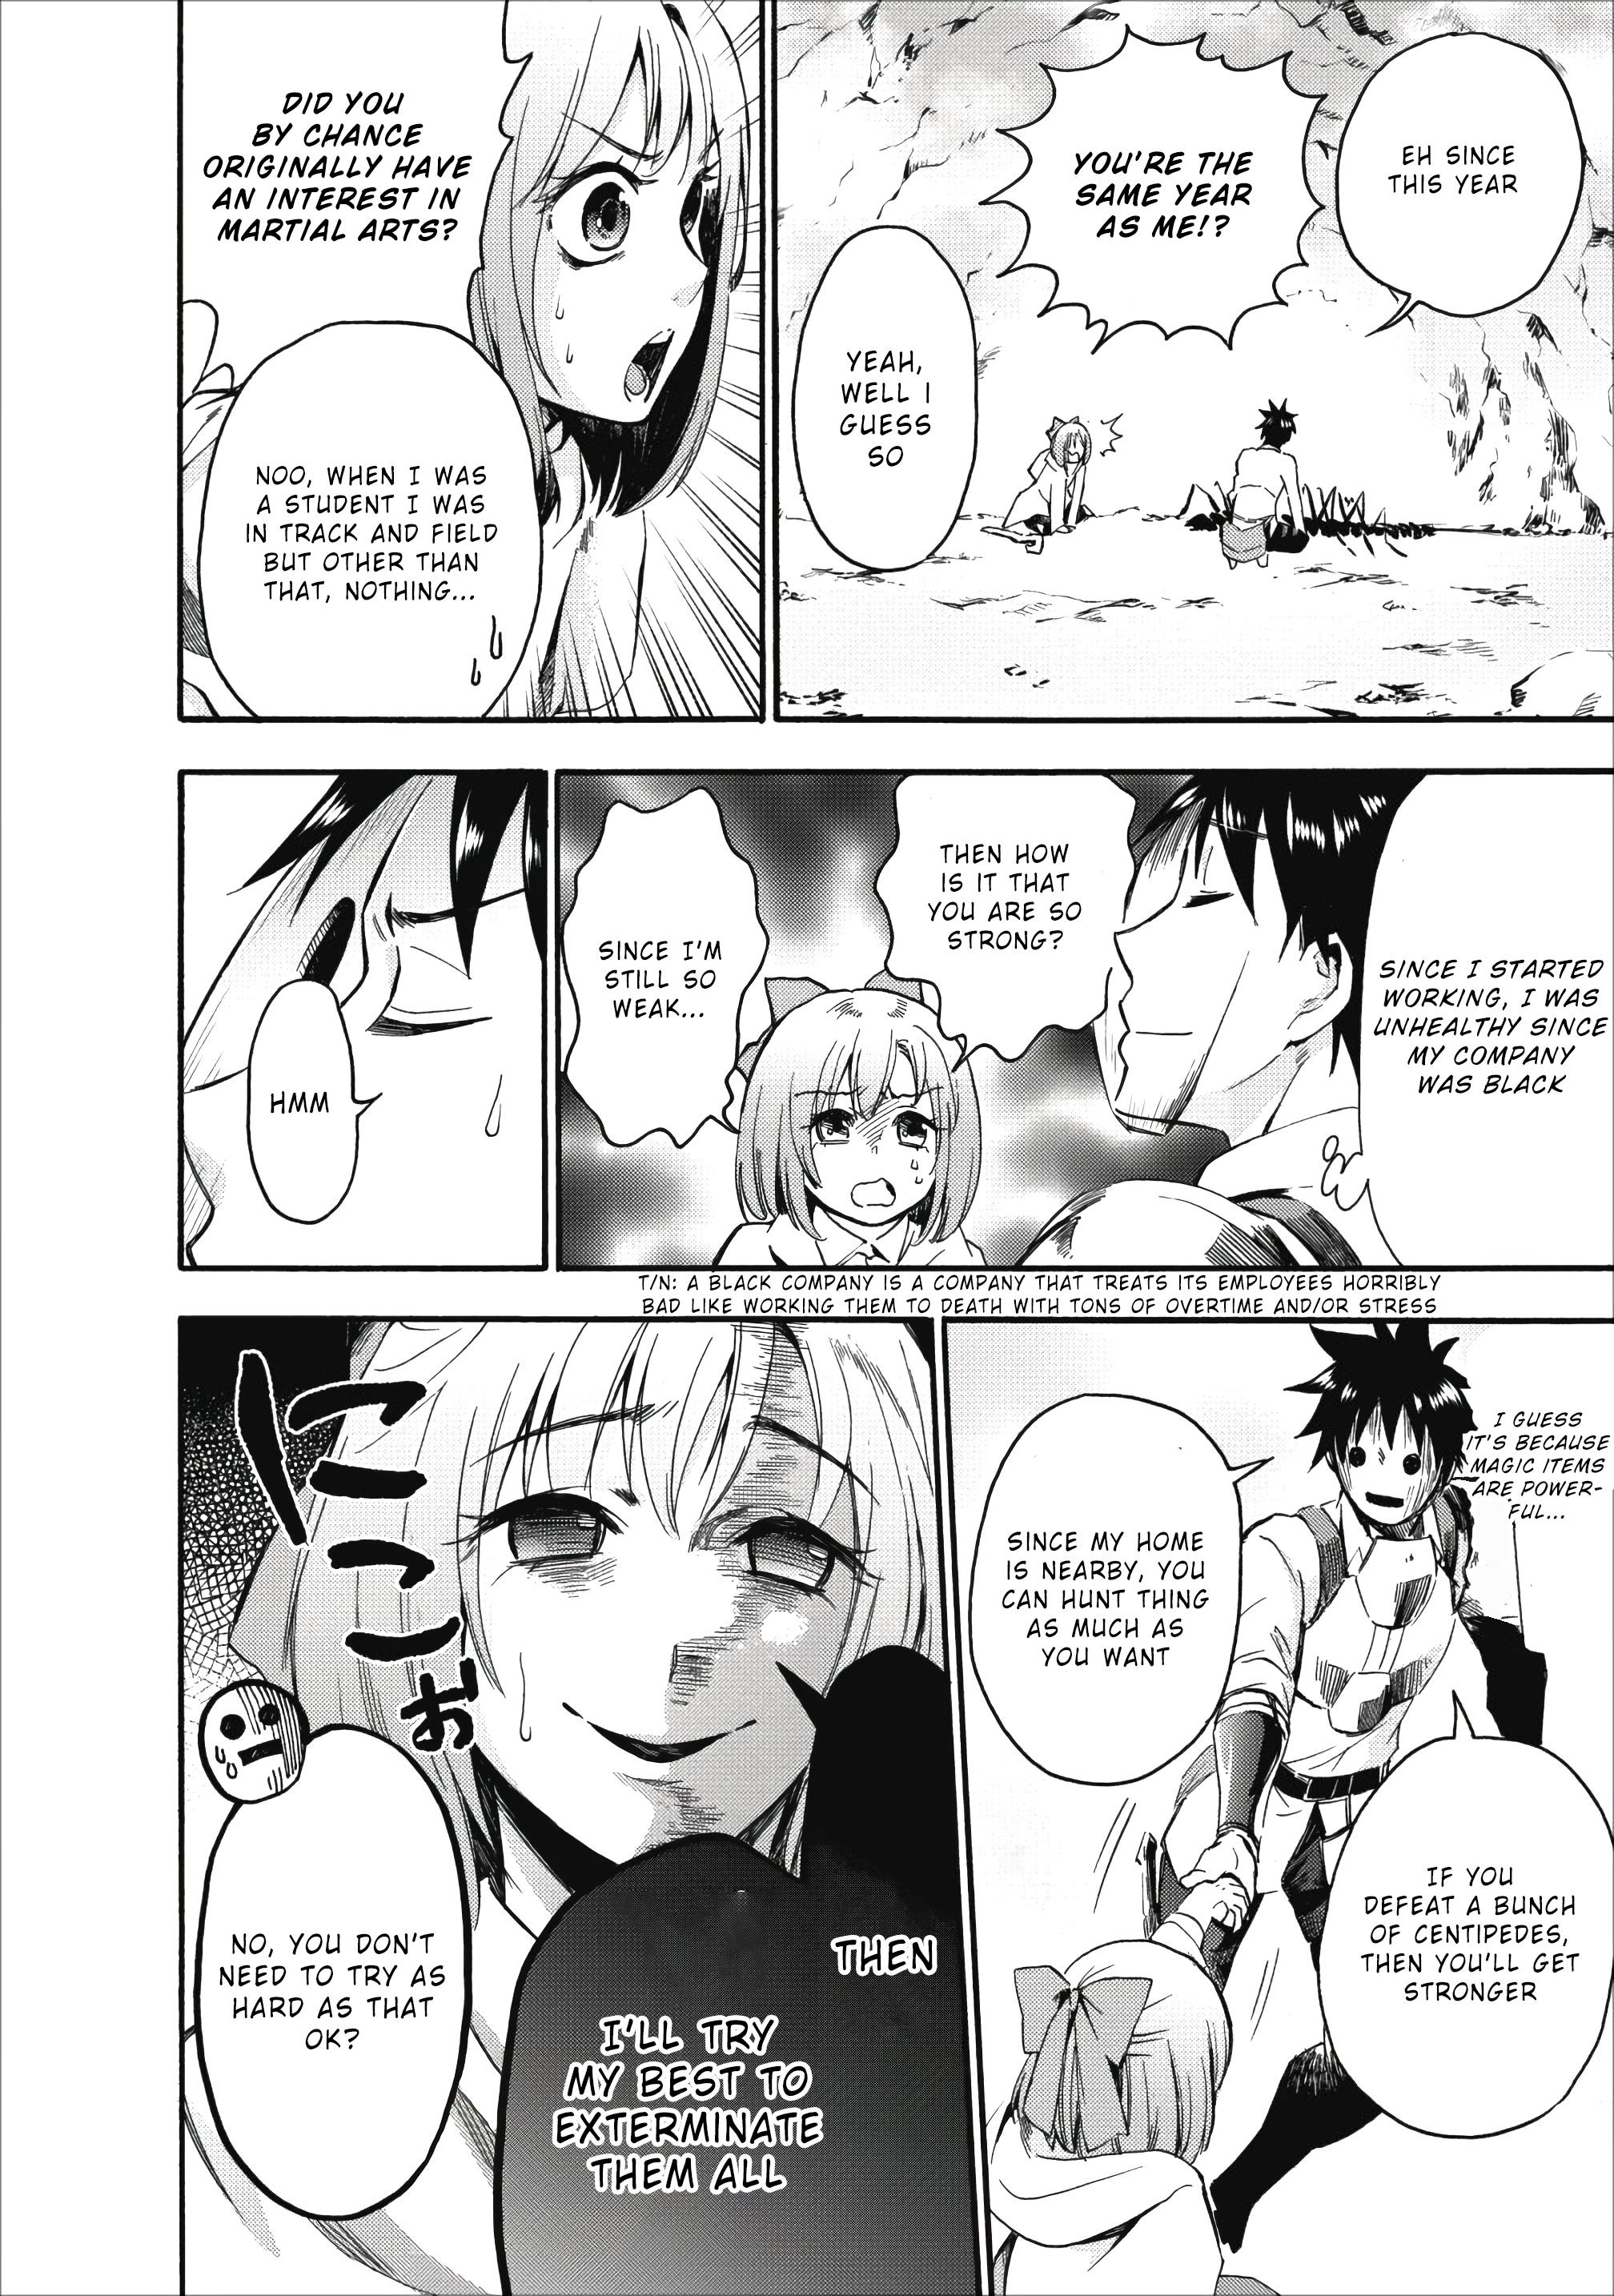 EH SINCE
THIS YEAR
YOU'RE THE
SAME YEAR
AS ME!?
YEAH,
WELL I
GUESS
SO
DID YOU
BY CHANCE
ORIGINALLY HAVE
AN INTEREST IN
MARTIAL ARTS?
NOO, WHEN I WAS
A STUDENT I WAS
IN TRACK AND FIELD
BUT OTHER THAN
THAT, NOTHING...
SINCE I STARTED
WORKING, I WAS
UNHEALTHY SINCE
MY COMPANY
WAS BLACK
THEN HOW
IS IT THAT
YOU ARE SO
STRONG?
SINCE I'M
STILL SO
WEAK...
HMM
T/N: A BLACK COMPANY IS A COMPANY THAT TREATS ITS EMPLOYEES HORRIBLY
BAD LIKE WORKING THEM TO DEATH WITH TONS OF OVERTIME AND/OR STRESS
I GUESS
IT'S BECAUSE
MAGIC ITEMS
ARE POWER-
FUL...
SINCE MY HOME
IS NEARBY, YOU
CAN HUNT THING
AS MUCH AS
YOU WANT
IF YOU
DEFEAT A BUNCH
OF CENTIPEDES,
THEN YOU'LL GET
STRONGER
THEN
I'LL TRY
MY BEST TO
EXTERMINATE
THEM ALL
にこぉ
NO, YOU DON'T
NEED TO TRY AS
HARD AS THAT
OK?